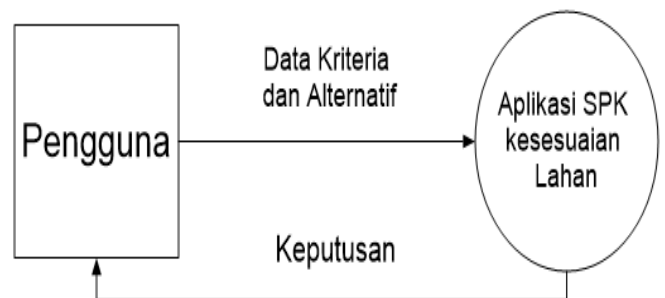 Pengguna
Data Kriteria
dan Alternatif
Aplikasi SPK
kesesuaian
Lahan
Keputusan